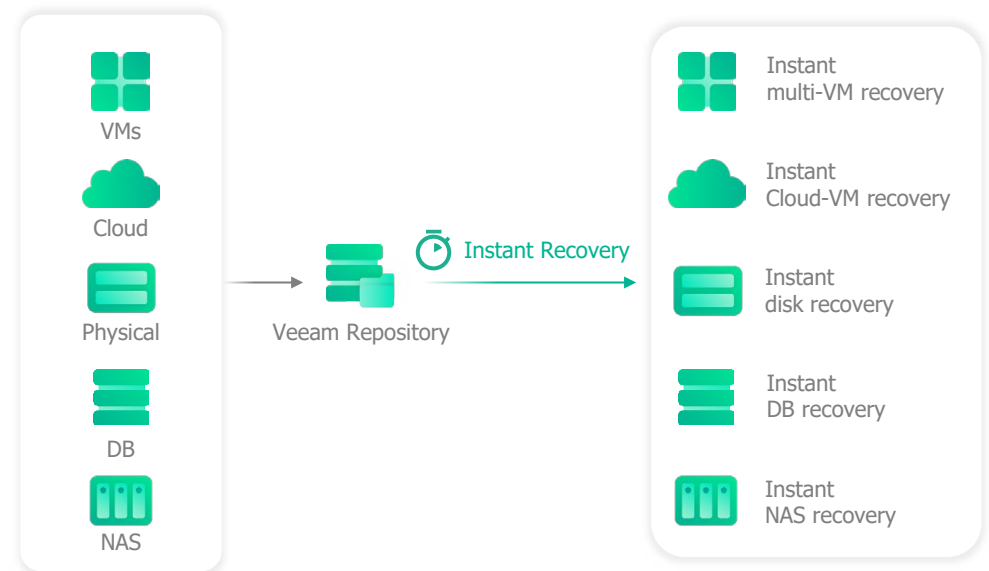 VMs
Cloud
Physical
DB
NAS
Veeam Repository
Instant Recovery
Instant
multi-VM recovery
Instant
Cloud-VM recovery
Instant
disk recovery
Instant
DB recovery
Instant
NAS recovery